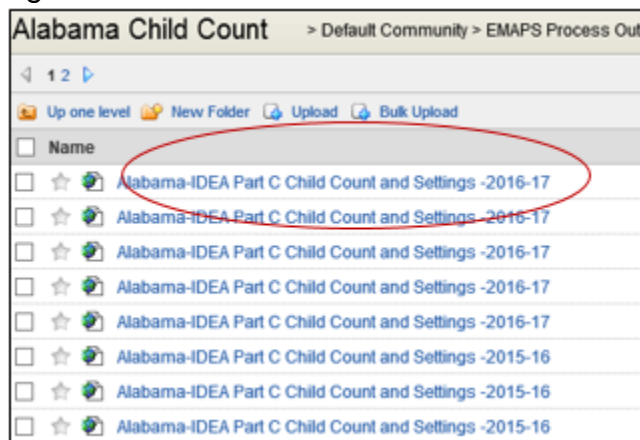 Alabama Child Count > Default Community > EMAPS Process Out
1 2
Up one level New Folder Upload Bulk Upload
Name
Alabama-IDEA Part C Child Count and Settings -2016-17
Alabama-IDEA Part C Child Count and Settings -2016-17
Alabama-IDEA Part C Child Count and Settings -2016-17
Alabama-IDEA Part C Child Count and Settings -2016-17
Alabama-IDEA Part C Child Count and Settings -2016-17
Alabama-IDEA Part C Child Count and Settings -2015-16
Alabama-IDEA Part C Child Count and Settings -2015-16
Alabama-IDEA Part C Child Count and Settings -2015-16